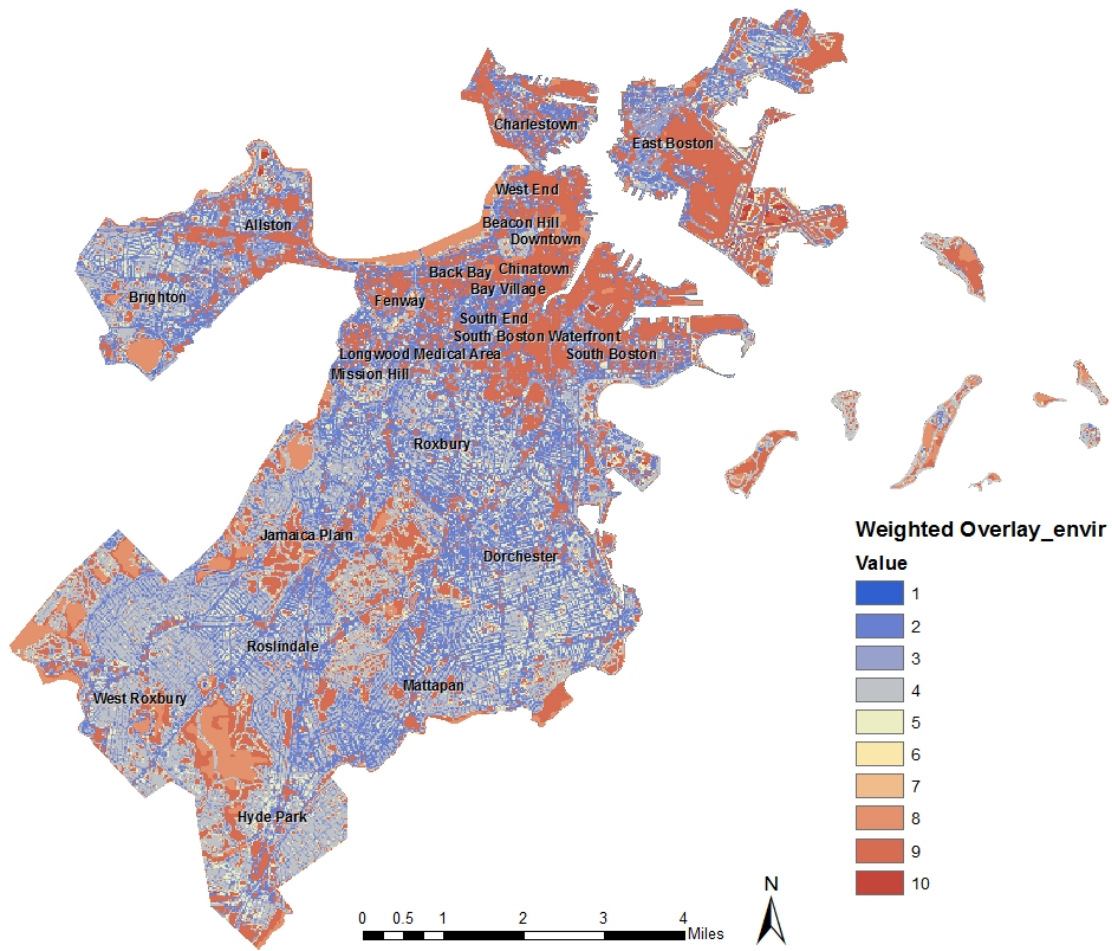 Charlestown
East Boston
West End
Allston
Beacon Hill
Downtown
Back Bay
Chinatown
Bay Village
Brighton
Fenway
South End
South Boston Waterfront
Longwood Medical Area
South Boston
Mission Hill
Roxbury
Jamaica Plain
Dorchester
Roslindale
Mattapan
West Roxbury
Hyde Park
Weighted Overlay_envir
Value
1
2
3
4
5
6
7
8
9
10
N
0 0.5 1 2 3 4
Miles